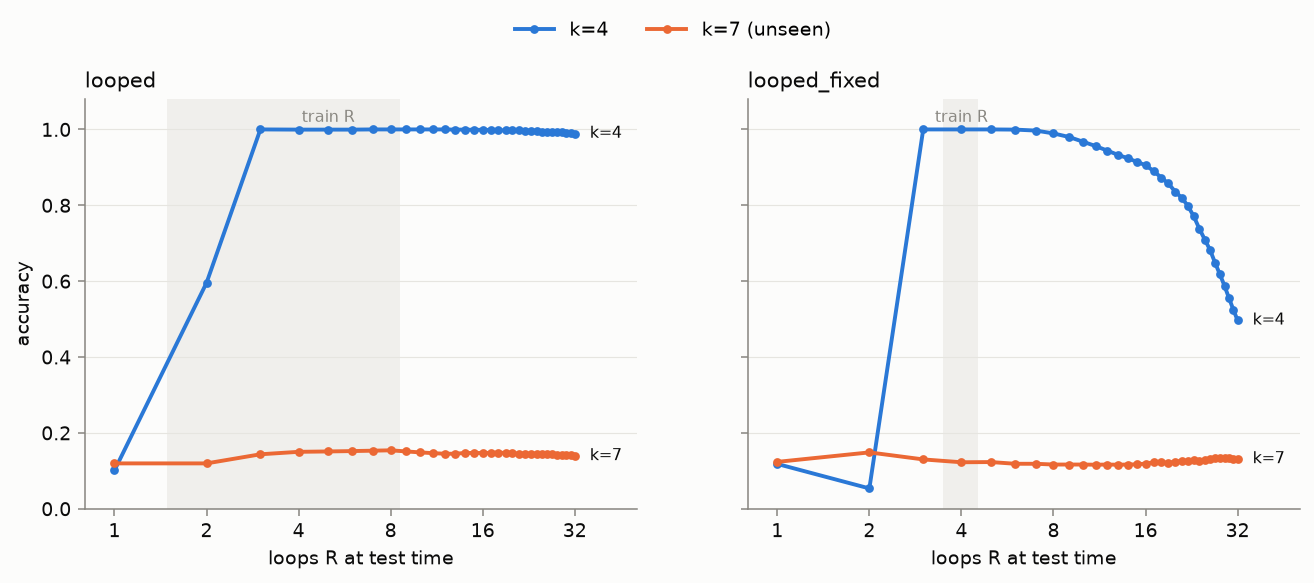 k=4
k=7 (unseen)
looped
train R
k=4
k=7
accuracy
1.0
0.8
0.6
0.4
0.2
0.0
1
2
4
8
16
32
loops R at test time
looped_fixed
train R
k=4
k=7
1
2
4
8
16
32
loops R at test time